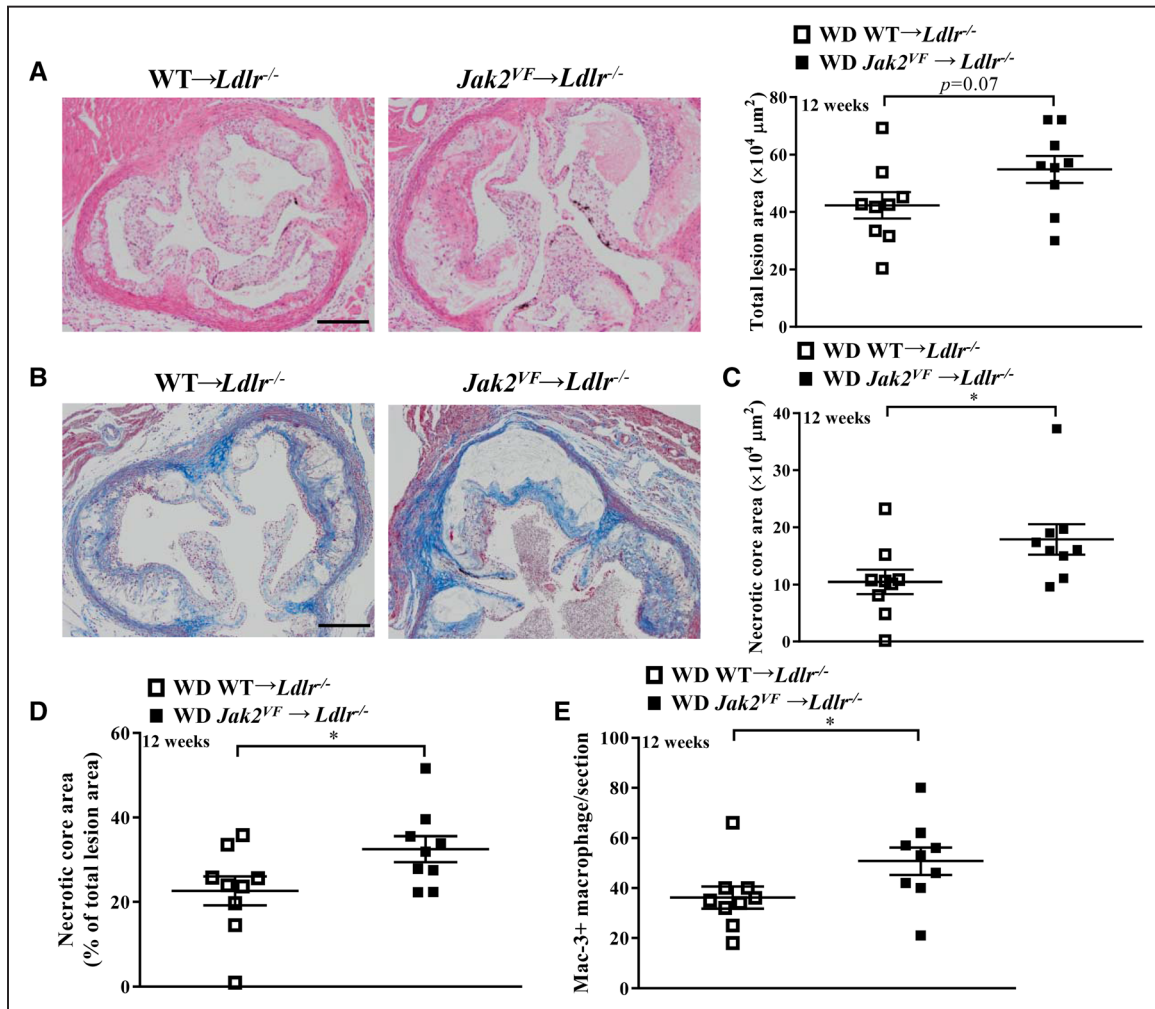 A
WT→Ldlr-/-
Jak2VF→Ldlr-/-
WD WT→Ldlr-/-
WD Jak2VF → Ldlr-/-
12 weeks
p=0.07
Total lesion area (×10⁴ μm²)
80
60
40
20
0
B
WT→Ldlr-/-
Jak2VF→Ldlr-/-
C
WD WT→Ldlr-/-
WD Jak2VF →Ldlr-/-
12 weeks
*
Necrotic core area (×10⁴ μm²)
40
30
20
10
0
D
WD WT→Ldlr-/-
WD Jak2VF → Ldlr-/-
12 weeks
*
Necrotic core area
(% of total lesion area)
60
40
20
0
E
WD WT→Ldlr-/-
WD Jak2VF → Ldlr-/-
12 weeks
*
Mac-3+ macrophage/section
100
80
60
40
20
0